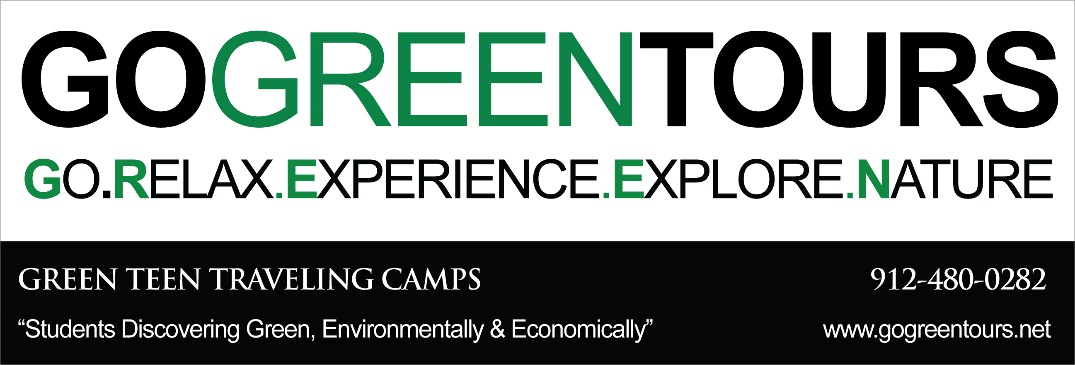 GOGREENTOURS
GO.RELAX.EXPERIENCE.EXPLORE.NATURE
GREEN TEEN TRAVELING CAMPS 912-480-0282
“Students Discovering Green, Environmentally & Economically” www.gogreentours.net